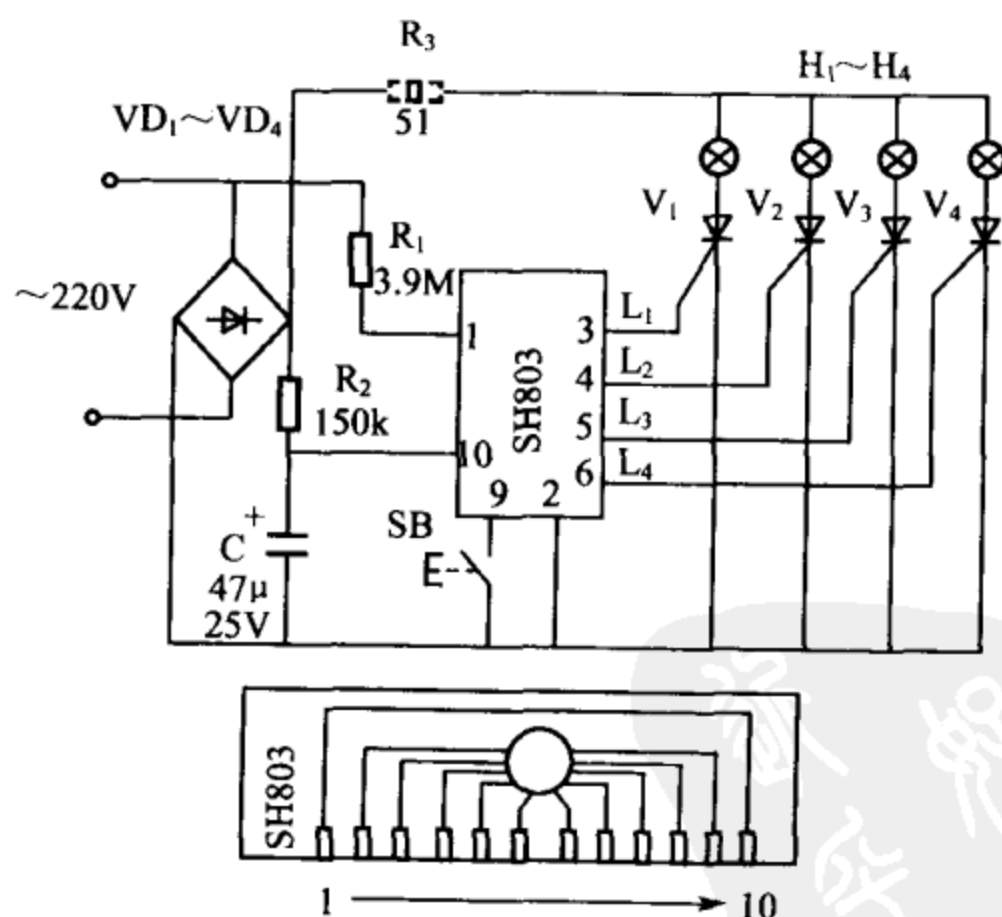 R₃
51
H₁～H₄
VD₁～VD₄
～220V
R₁
3.9M
V₁
V₂
V₃
V₄
R₂
150k
SH803
1
10
9
2
3
4
5
6
L₁
L₂
L₃
L₄
SB
C
+
47μ
25V
SH803
1
10